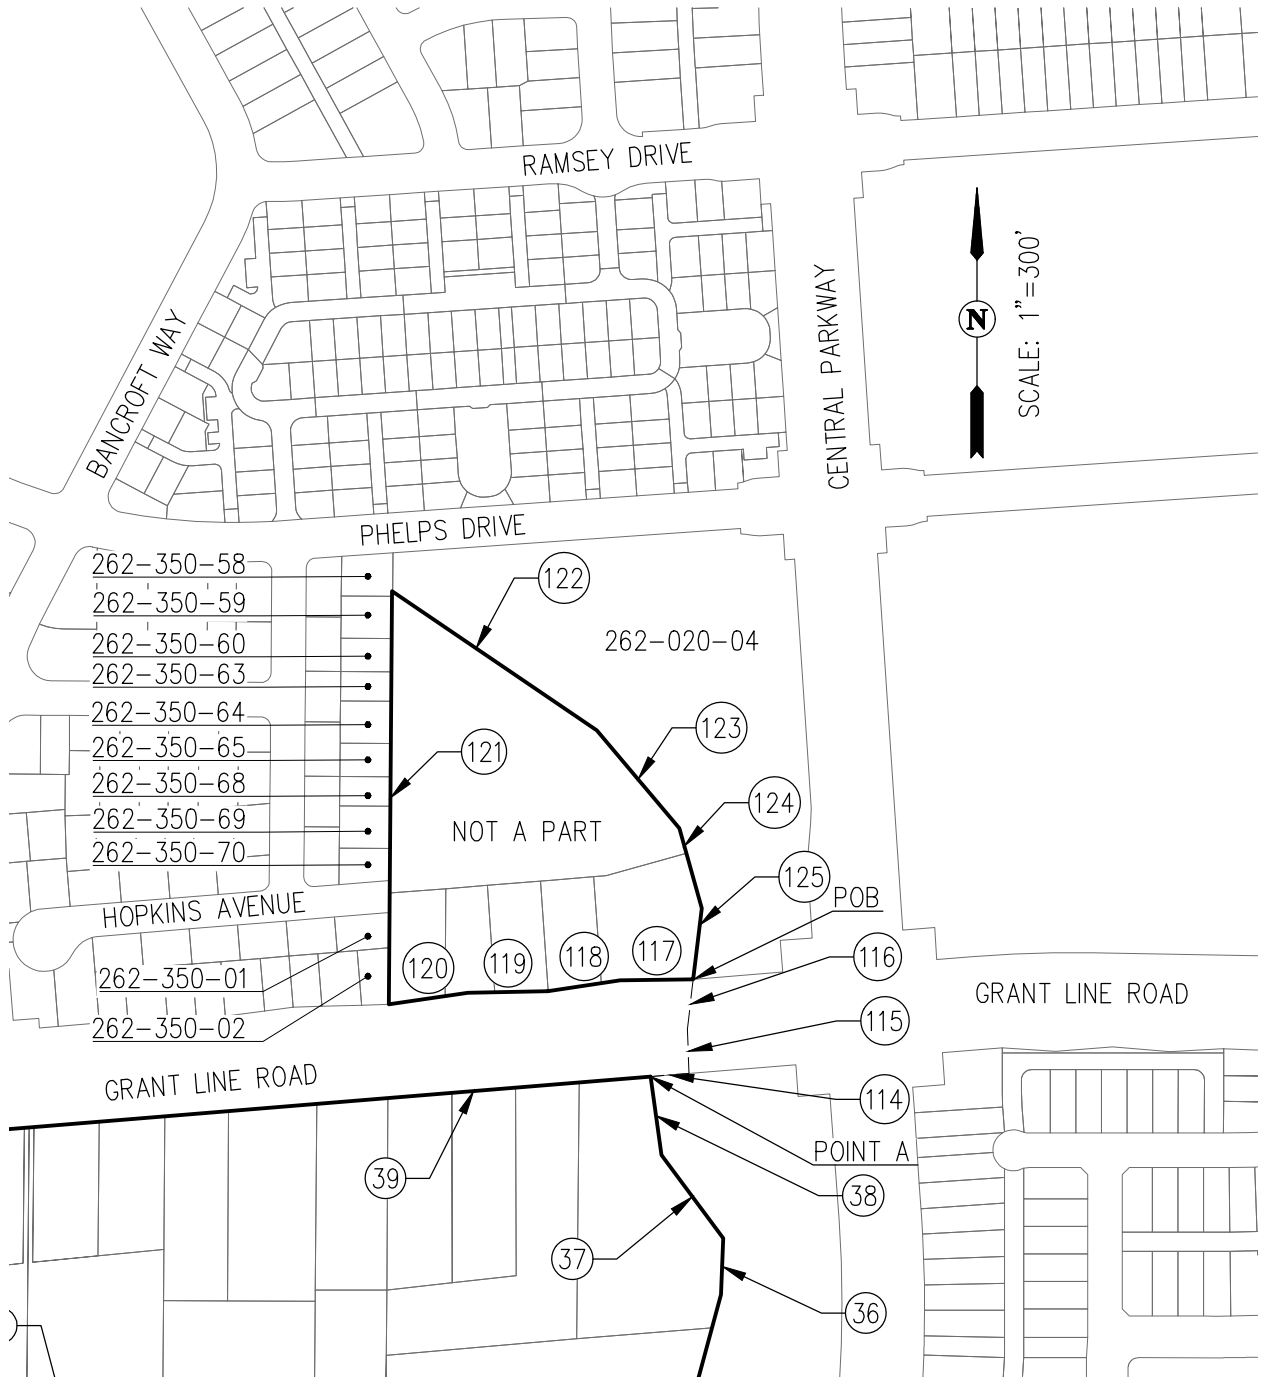 RAMSEY DRIVE
BANCROFT WAY
CENTRAL PARKWAY
N
SCALE: 1"=300'
PHELPS DRIVE
262-350-58
262-350-59
262-350-60
262-350-63
262-350-64
262-350-65
262-350-68
262-350-69
262-350-70
122
262-020-04
123
121
124
NOT A PART
125
POB
HOPKINS AVENUE
117
116
118
119
120
262-350-01
GRANT LINE ROAD
115
262-350-02
GRANT LINE ROAD
114
POINT A
39
38
37
36